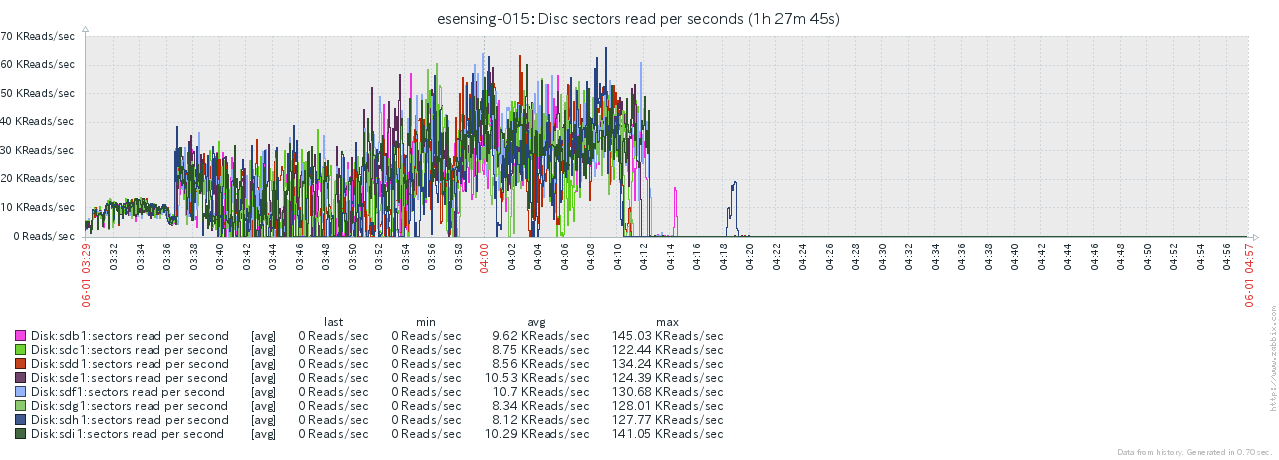 esensing-015: Disc sectors read per seconds (1h 27m 45s)
70 KReads/sec
60 KReads/sec
50 KReads/sec
40 KReads/sec
30 KReads/sec
20 KReads/sec
10 KReads/sec
0 Reads/sec
06-01 03:29 03:32 03:34 03:36 03:38 03:40 03:42 03:44 03:46 03:48 03:50 03:52 03:54 03:56 03:58 04:00 04:02 04:04 04:06 04:08 04:10 04:12 04:14 04:16 04:18 04:20 04:22 04:24 04:26 04:28 04:30 04:32 04:34 04:36 04:38 04:40 04:42 04:44 04:46 04:48 04:50 04:52 04:54 04:56 06-01 04:57
last min avg max
Disk:sdb1:sectors read per second [avg] 0 Reads/sec 0 Reads/sec 9.62 KReads/sec 145.03 KReads/sec
Disk:sdc1:sectors read per second [avg] 0 Reads/sec 0 Reads/sec 8.75 KReads/sec 122.44 KReads/sec
Disk:sdd1:sectors read per second [avg] 0 Reads/sec 0 Reads/sec 8.56 KReads/sec 134.24 KReads/sec
Disk:sde1:sectors read per second [avg] 0 Reads/sec 0 Reads/sec 10.53 KReads/sec 124.39 KReads/sec
Disk:sdf1:sectors read per second [avg] 0 Reads/sec 0 Reads/sec 10.7 KReads/sec 130.68 KReads/sec
Disk:sdg1:sectors read per second [avg] 0 Reads/sec 0 Reads/sec 8.34 KReads/sec 128.01 KReads/sec
Disk:sdh1:sectors read per second [avg] 0 Reads/sec 0 Reads/sec 8.12 KReads/sec 127.77 KReads/sec
Disk:sdi1:sectors read per second [avg] 0 Reads/sec 0 Reads/sec 10.29 KReads/sec 141.05 KReads/sec
http://www.zabbix.com
Data from history. Generated in 0.70 sec.